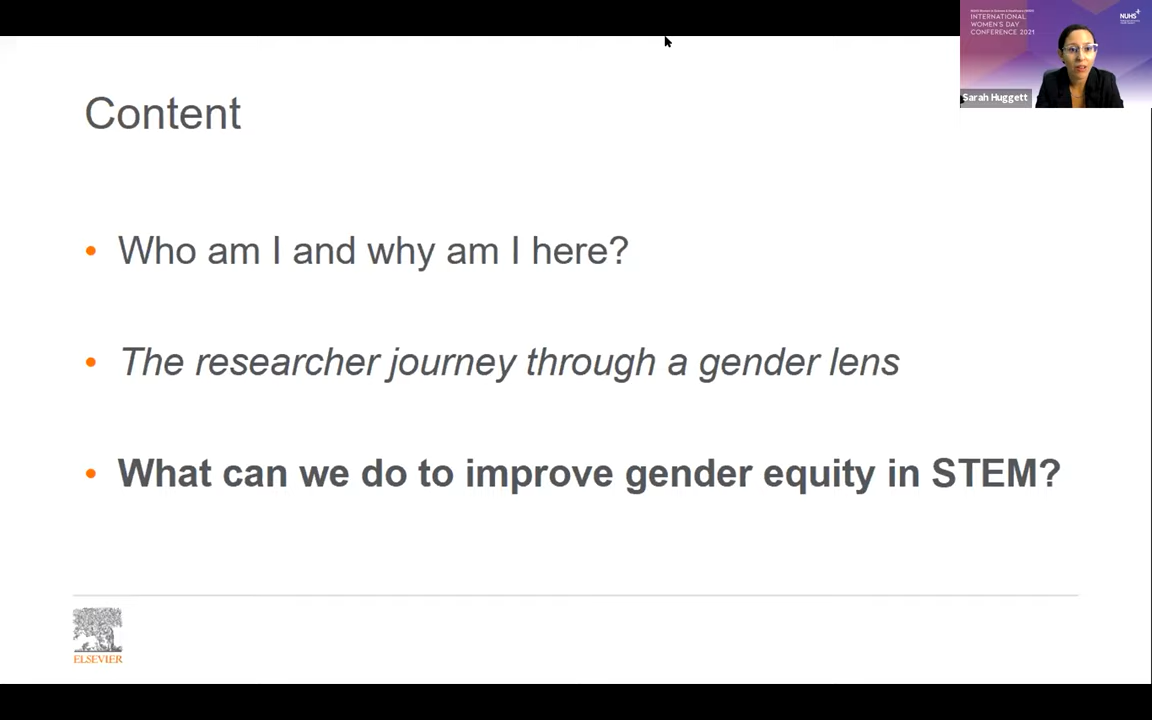 INTERNATIONAL
WOMEN'S DAY
CONFERENCE 2021
NUHS
Sarah Huggett
Content
• Who am I and why am I here?
• The researcher journey through a gender lens
• What can we do to improve gender equity in STEM?
ELSEVIER